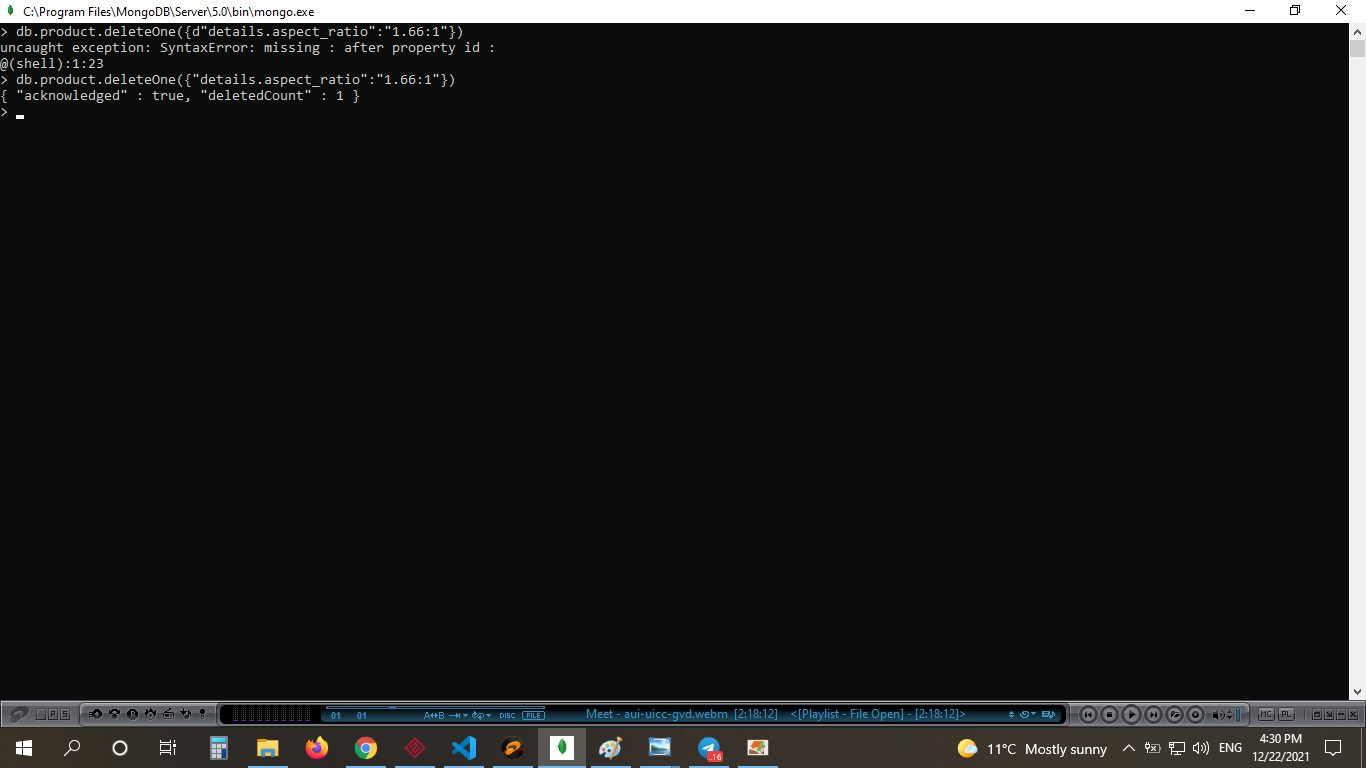 C:\Program Files\MongoDB\Server\5.0\bin\mongo.exe
> db.product.deleteOne({d"details.aspect_ratio":"1.66:1"})
uncaught exception: SyntaxError: missing : after property id :
@(shell):1:23
> db.product.deleteOne({"details.aspect_ratio":"1.66:1"})
{ "acknowledged" : true, "deletedCount" : 1 }
>
P S
R
01 01 A↔B DISC FILE Meet - aui-uicc-gvd.webm [2:18:12] <[Playlist - File Open] - [2:18:12]> MC PL
..16 11°C Mostly sunny ENG 4:30 PM
12/22/2021